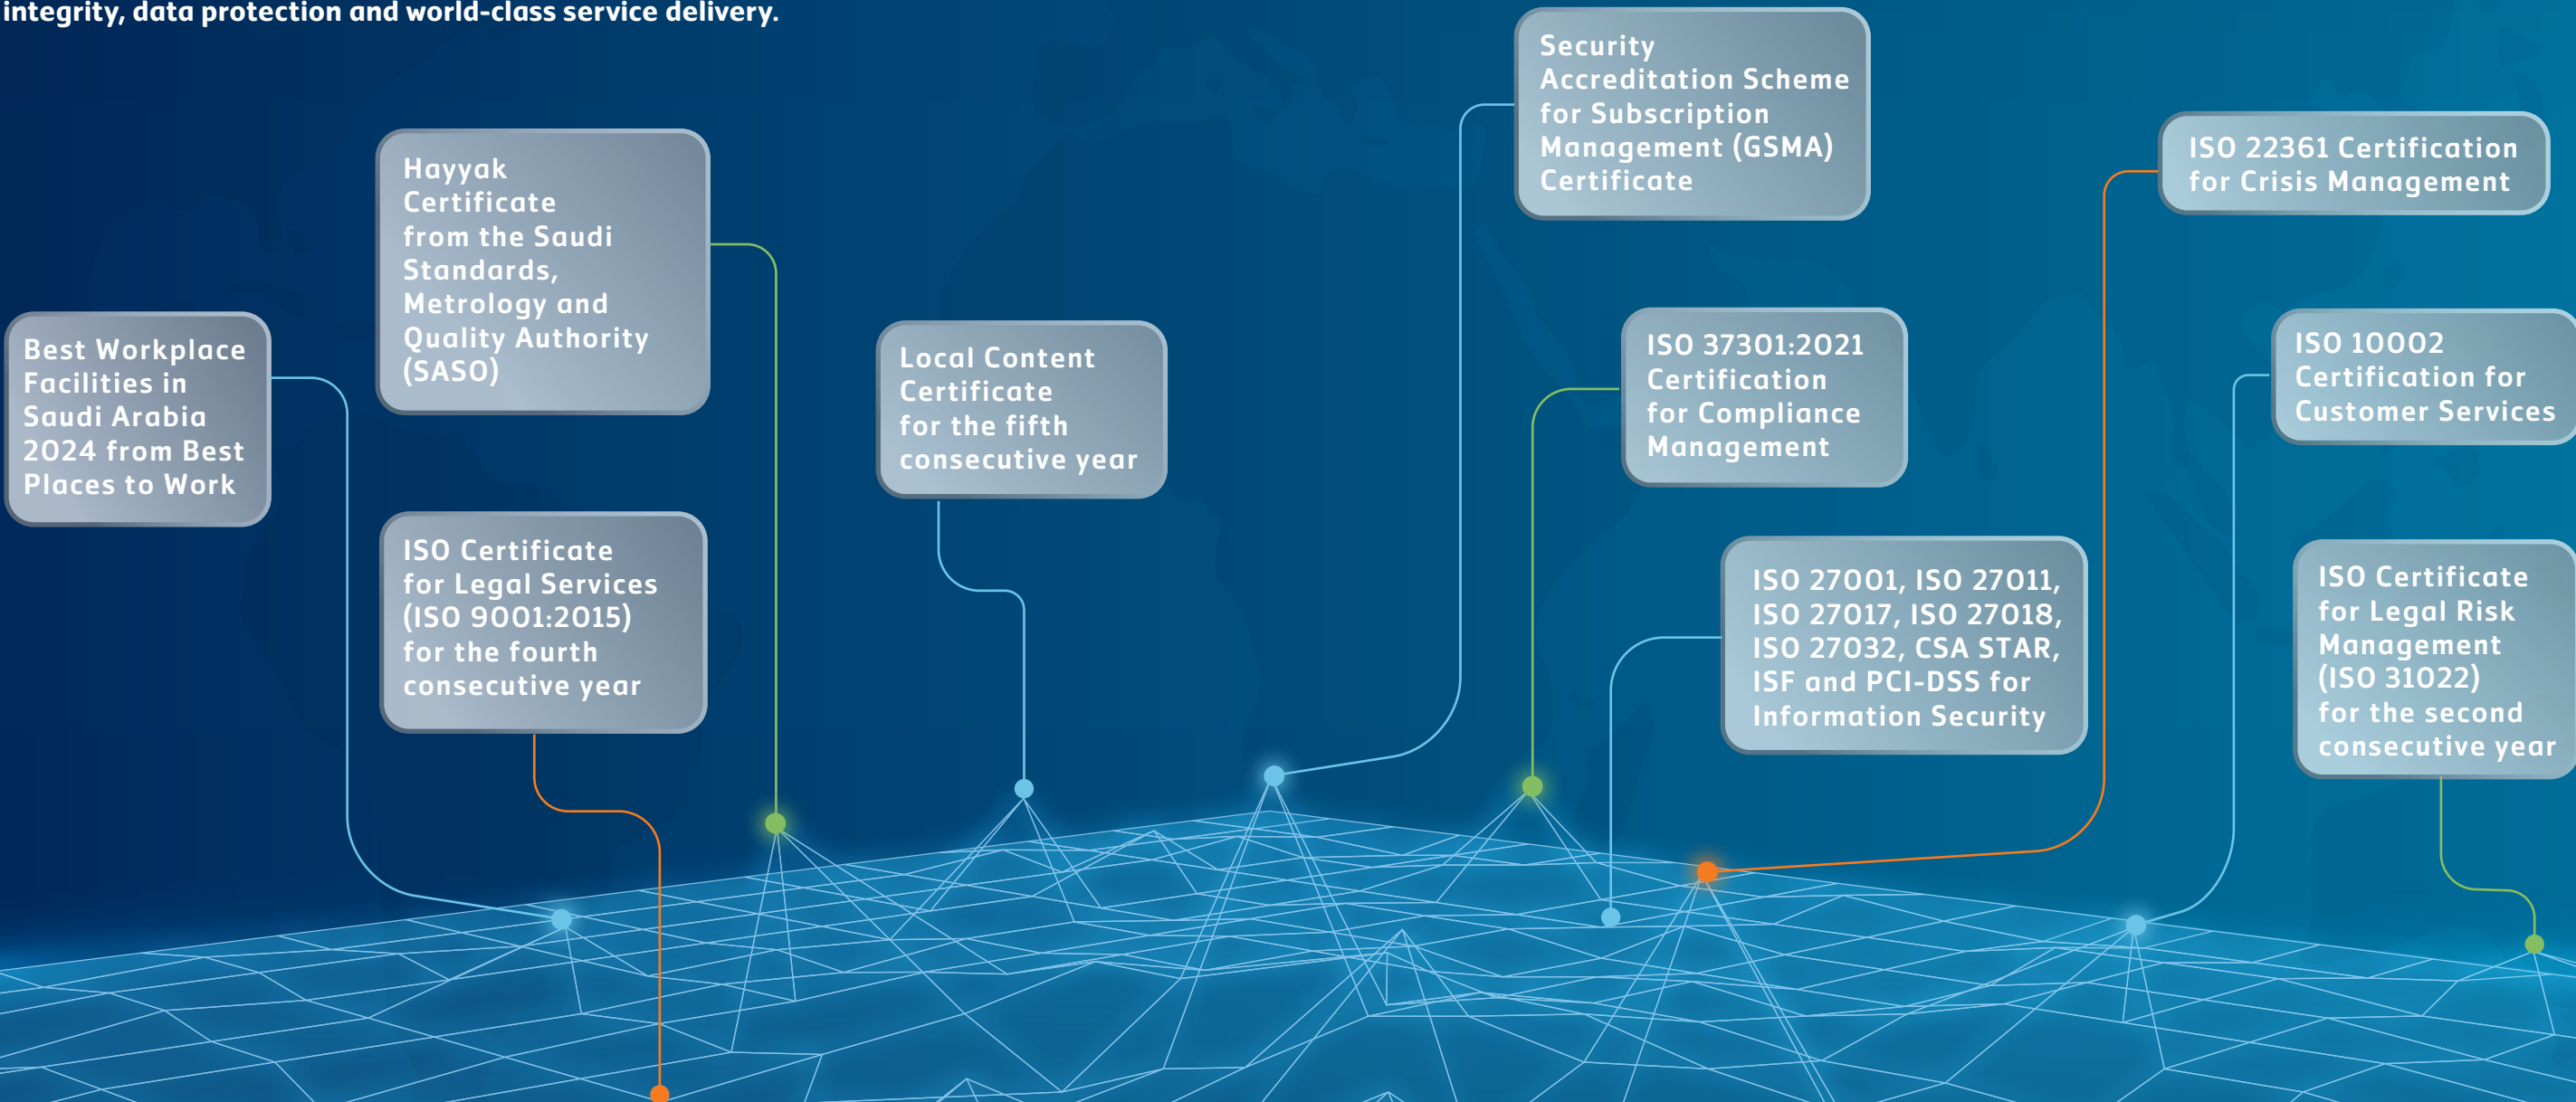 integrity, data protection and world-class service delivery.
Best Workplace
Facilities in
Saudi Arabia
2024 from Best
Places to Work
Hayyak
Certificate
from the Saudi
Standards,
Metrology and
Quality Authority
(SASO)
ISO Certificate
for Legal Services
(ISO 9001:2015)
for the fourth
consecutive year
Local Content
Certificate
for the fifth
consecutive year
Security
Accreditation Scheme
for Subscription
Management (GSMA)
Certificate
ISO 37301:2021
Certification
for Compliance
Management
ISO 27001, ISO 27011,
ISO 27017, ISO 27018,
ISO 27032, CSA STAR,
ISF and PCI-DSS for
Information Security
ISO 22361 Certification
for Crisis Management
ISO 10002
Certification for
Customer Services
ISO Certificate
for Legal Risk
Management
(ISO 31022)
for the second
consecutive year